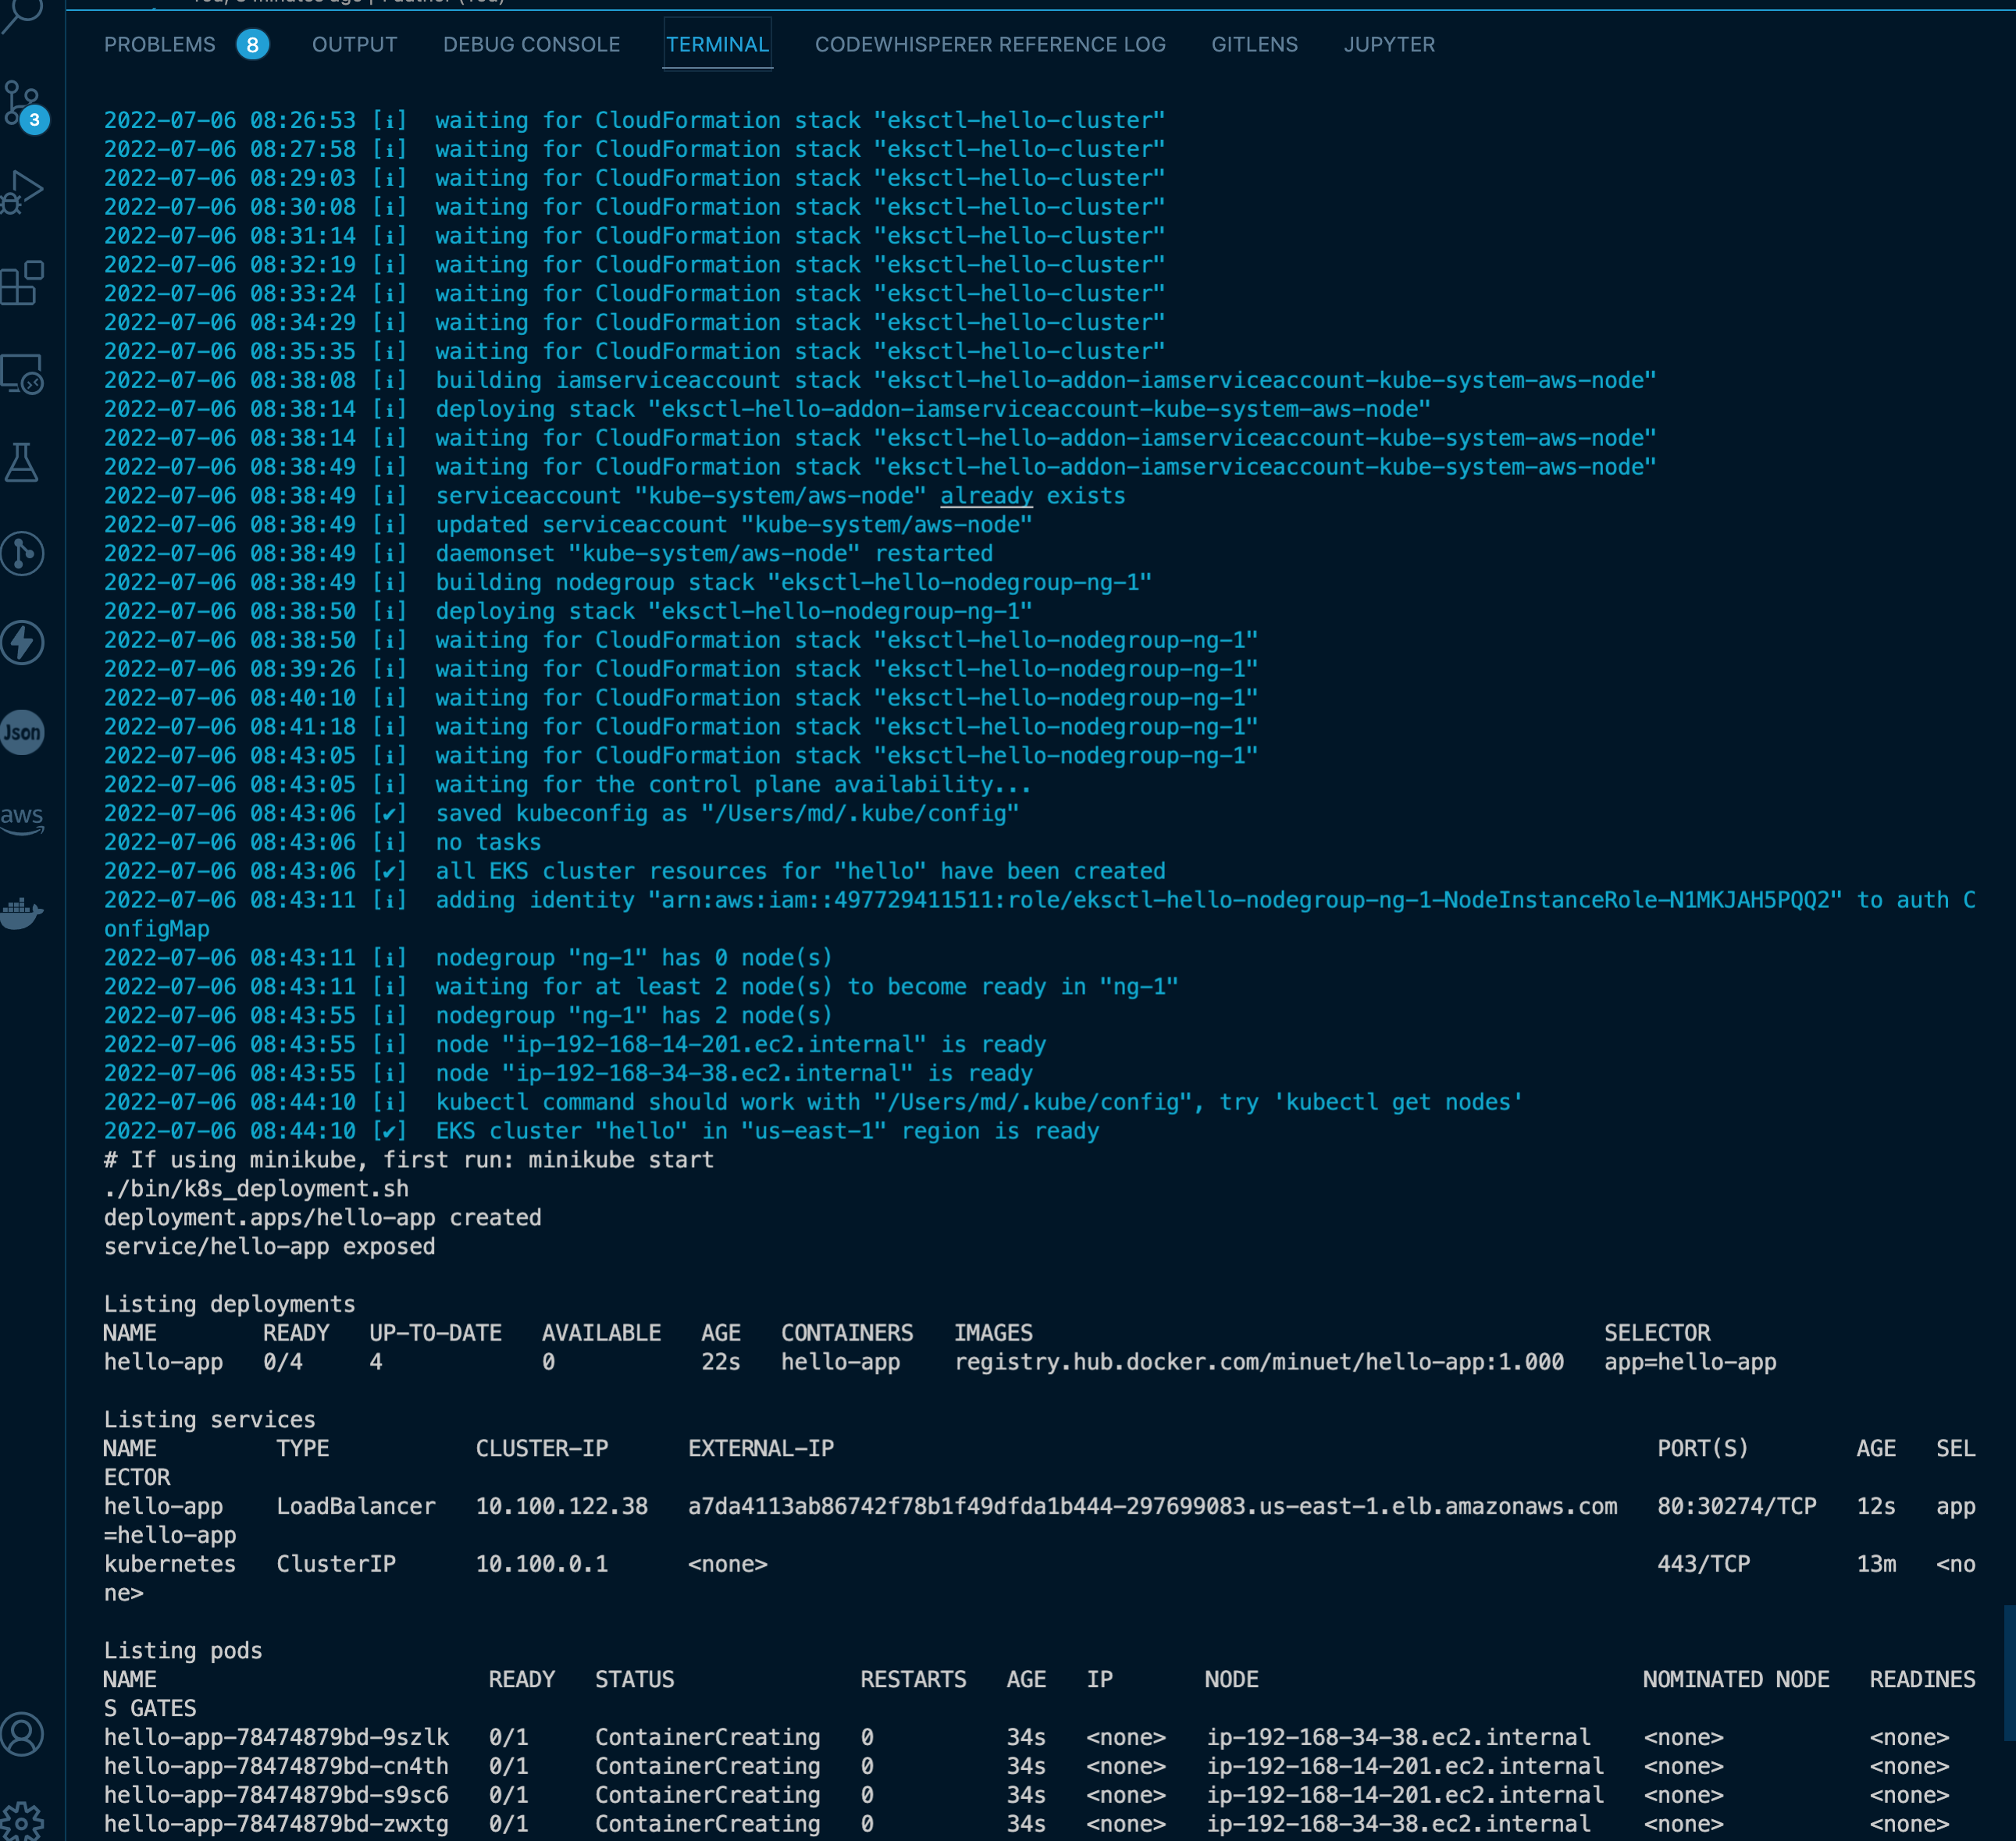 PROBLEMS 8 OUTPUT DEBUG CONSOLE TERMINAL CODEWHISPERER REFERENCE LOG GITLENS JUPYTER
3
Json
aws
2022-07-06 08:26:53 [ℹ]  waiting for CloudFormation stack "eksctl-hello-cluster"
2022-07-06 08:27:58 [ℹ]  waiting for CloudFormation stack "eksctl-hello-cluster"
2022-07-06 08:29:03 [ℹ]  waiting for CloudFormation stack "eksctl-hello-cluster"
2022-07-06 08:30:08 [ℹ]  waiting for CloudFormation stack "eksctl-hello-cluster"
2022-07-06 08:31:14 [ℹ]  waiting for CloudFormation stack "eksctl-hello-cluster"
2022-07-06 08:32:19 [ℹ]  waiting for CloudFormation stack "eksctl-hello-cluster"
2022-07-06 08:33:24 [ℹ]  waiting for CloudFormation stack "eksctl-hello-cluster"
2022-07-06 08:34:29 [ℹ]  waiting for CloudFormation stack "eksctl-hello-cluster"
2022-07-06 08:35:35 [ℹ]  waiting for CloudFormation stack "eksctl-hello-cluster"
2022-07-06 08:38:08 [ℹ]  building iamserviceaccount stack "eksctl-hello-addon-iamserviceaccount-kube-system-aws-node"
2022-07-06 08:38:14 [ℹ]  deploying stack "eksctl-hello-addon-iamserviceaccount-kube-system-aws-node"
2022-07-06 08:38:14 [ℹ]  waiting for CloudFormation stack "eksctl-hello-addon-iamserviceaccount-kube-system-aws-node"
2022-07-06 08:38:49 [ℹ]  waiting for CloudFormation stack "eksctl-hello-addon-iamserviceaccount-kube-system-aws-node"
2022-07-06 08:38:49 [ℹ]  serviceaccount "kube-system/aws-node" already exists
2022-07-06 08:38:49 [ℹ]  updated serviceaccount "kube-system/aws-node"
2022-07-06 08:38:49 [ℹ]  daemonset "kube-system/aws-node" restarted
2022-07-06 08:38:49 [ℹ]  building nodegroup stack "eksctl-hello-nodegroup-ng-1"
2022-07-06 08:38:50 [ℹ]  deploying stack "eksctl-hello-nodegroup-ng-1"
2022-07-06 08:38:50 [ℹ]  waiting for CloudFormation stack "eksctl-hello-nodegroup-ng-1"
2022-07-06 08:39:26 [ℹ]  waiting for CloudFormation stack "eksctl-hello-nodegroup-ng-1"
2022-07-06 08:40:10 [ℹ]  waiting for CloudFormation stack "eksctl-hello-nodegroup-ng-1"
2022-07-06 08:41:18 [ℹ]  waiting for CloudFormation stack "eksctl-hello-nodegroup-ng-1"
2022-07-06 08:43:05 [ℹ]  waiting for CloudFormation stack "eksctl-hello-nodegroup-ng-1"
2022-07-06 08:43:05 [ℹ]  waiting for the control plane availability...
2022-07-06 08:43:06 [✔]  saved kubeconfig as "/Users/md/.kube/config"
2022-07-06 08:43:06 [ℹ]  no tasks
2022-07-06 08:43:06 [✔]  all EKS cluster resources for "hello" have been created
2022-07-06 08:43:11 [ℹ]  adding identity "arn:aws:iam::497729411511:role/eksctl-hello-nodegroup-ng-1-NodeInstanceRole-N1MKJAH5PQQ2" to auth C
onfigMap
2022-07-06 08:43:11 [ℹ]  nodegroup "ng-1" has 0 node(s)
2022-07-06 08:43:11 [ℹ]  waiting for at least 2 node(s) to become ready in "ng-1"
2022-07-06 08:43:55 [ℹ]  nodegroup "ng-1" has 2 node(s)
2022-07-06 08:43:55 [ℹ]  node "ip-192-168-14-201.ec2.internal" is ready
2022-07-06 08:43:55 [ℹ]  node "ip-192-168-34-38.ec2.internal" is ready
2022-07-06 08:44:10 [ℹ]  kubectl command should work with "/Users/md/.kube/config", try 'kubectl get nodes'
2022-07-06 08:44:10 [✔]  EKS cluster "hello" in "us-east-1" region is ready
# If using minikube, first run: minikube start
./bin/k8s_deployment.sh
deployment.apps/hello-app created
service/hello-app exposed
Listing deployments
NAME        READY   UP-TO-DATE   AVAILABLE   AGE   CONTAINERS   IMAGES                                           SELECTOR
hello-app   0/4     4            0           22s   hello-app    registry.hub.docker.com/minuet/hello-app:1.000   app=hello-app
Listing services
NAME         TYPE           CLUSTER-IP      EXTERNAL-IP                                                              PORT(S)        AGE   SEL
ECTOR
hello-app    LoadBalancer   10.100.122.38   a7da4113ab86742f78b1f49dfda1b444-297699083.us-east-1.elb.amazonaws.com   80:30274/TCP   12s   app
=hello-app
kubernetes   ClusterIP      10.100.0.1      <none>                                                                   443/TCP        13m   <no
ne>
Listing pods
NAME                         READY   STATUS              RESTARTS   AGE   IP       NODE                             NOMINATED NODE   READINES
S GATES
hello-app-78474879bd-9szlk   0/1     ContainerCreating   0          34s   <none>   ip-192-168-34-38.ec2.internal    <none>           <none>
hello-app-78474879bd-cn4th   0/1     ContainerCreating   0          34s   <none>   ip-192-168-14-201.ec2.internal   <none>           <none>
hello-app-78474879bd-s9sc6   0/1     ContainerCreating   0          34s   <none>   ip-192-168-14-201.ec2.internal   <none>           <none>
hello-app-78474879bd-zwxtg   0/1     ContainerCreating   0          34s   <none>   ip-192-168-34-38.ec2.internal    <none>           <none>